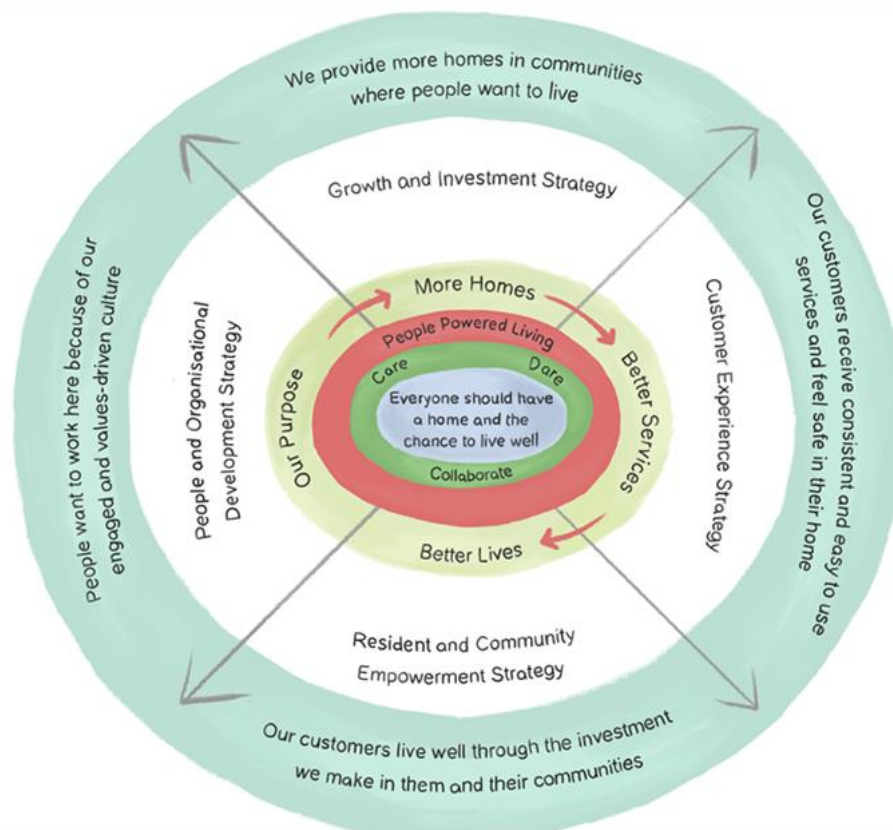 We provide more homes in communities
where people want to live
Growth and Investment Strategy
People want to work here because of our
engaged and values-driven culture
People and Organisational
Development Strategy
Our Purpose
More Homes
People Powered Living
Care
Dare
Everyone should have
a home and the
chance to live well
Collaborate
Better Services
Better Lives
Customer Experience Strategy
Our customers receive consistent and easy to use
services and feel safe in their home
Resident and Community
Empowerment Strategy
Our customers live well through the investment
we make in them and their communities